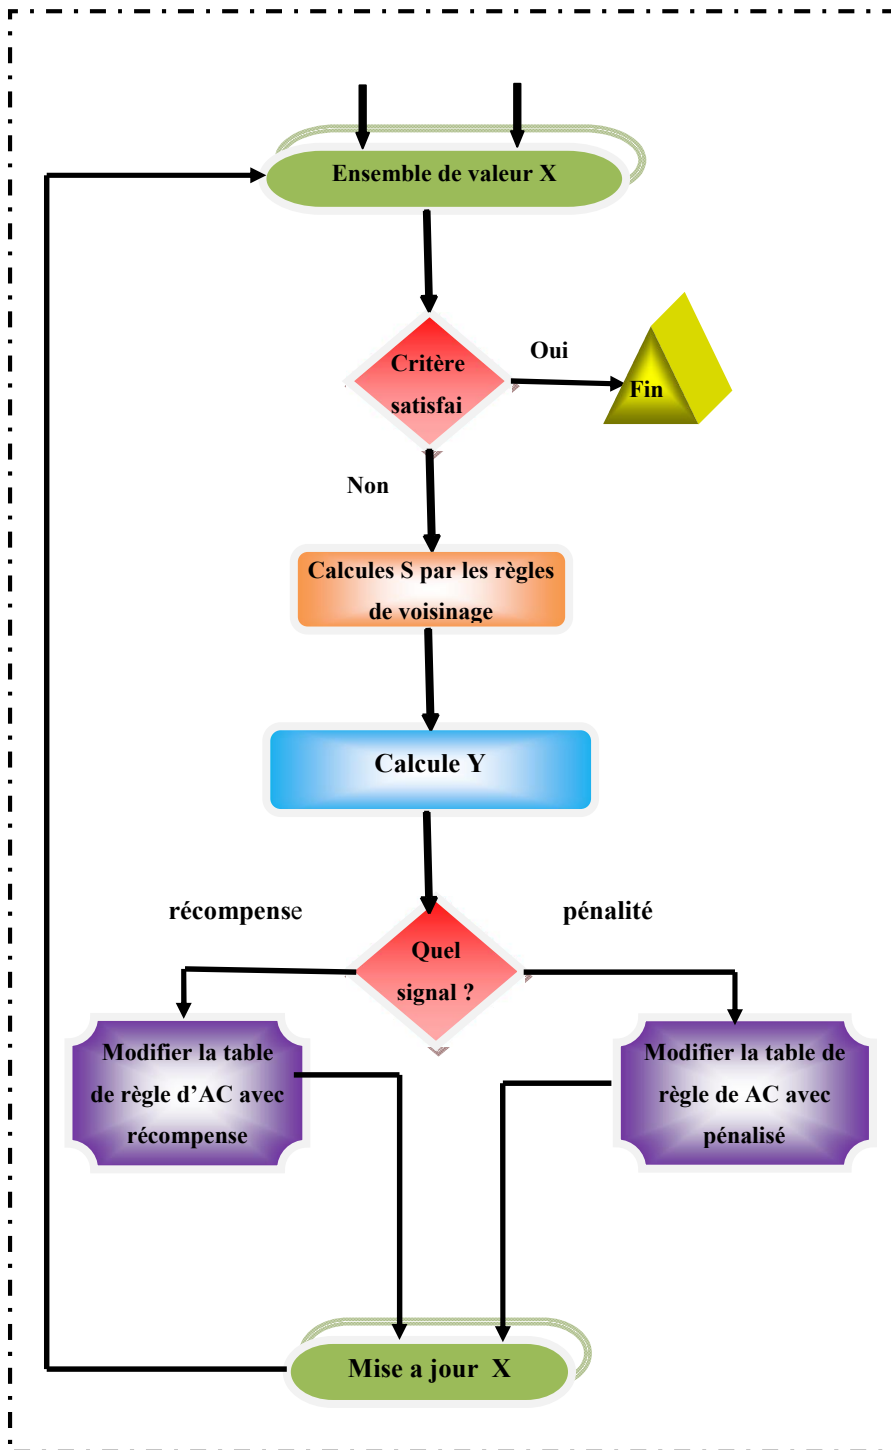 Ensemble de valeur X
Critère
satisfai
Oui
Fin
Non
Calcules S par les règles
de voisinage
Calcule Y
récompense
pénalité
Quel
signal ?
Modifier la table
de règle d’AC avec
récompense
Modifier la table de
règle de AC avec
pénalisé
Mise a jour X